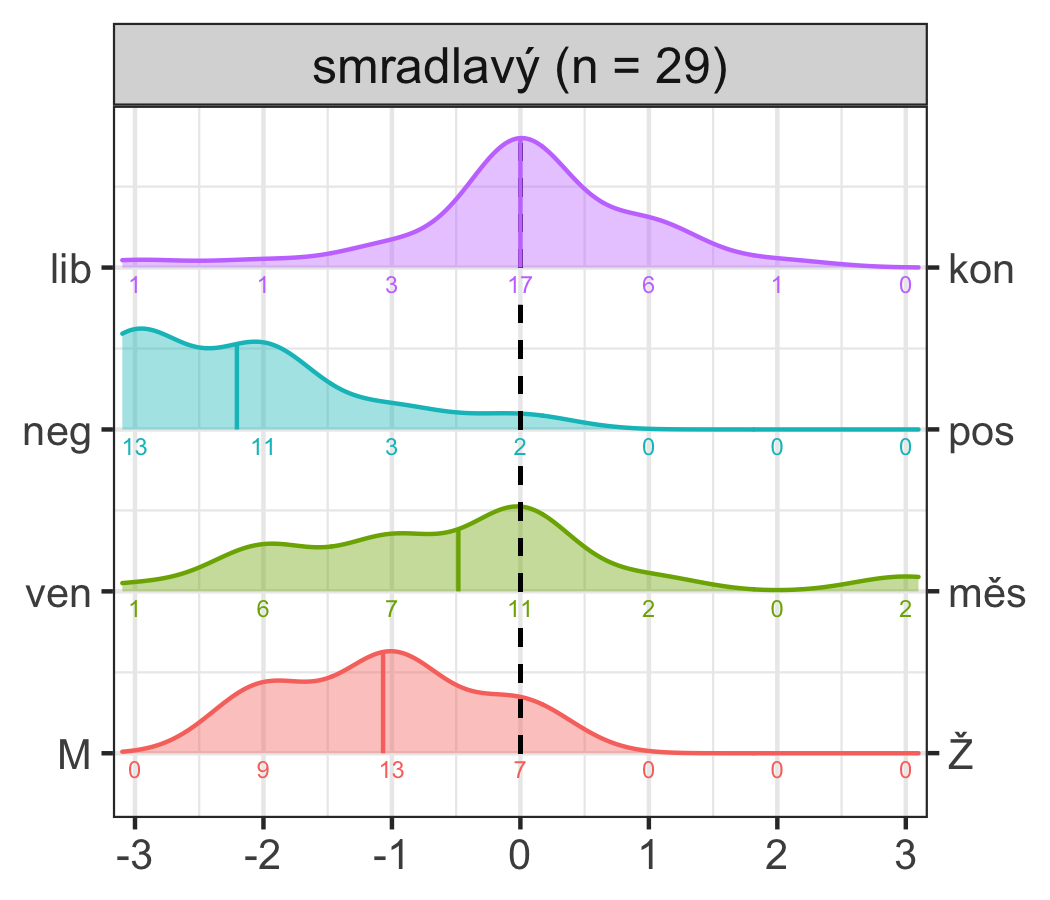 smradlavý (n = 29)
lib kon
1 1 3 17 6 1 0
neg pos
13 11 3 2 0 0 0
ven měs
1 6 7 11 2 0 2
M Ž
0 9 13 7 0 0 0
-3 -2 -1 0 1 2 3